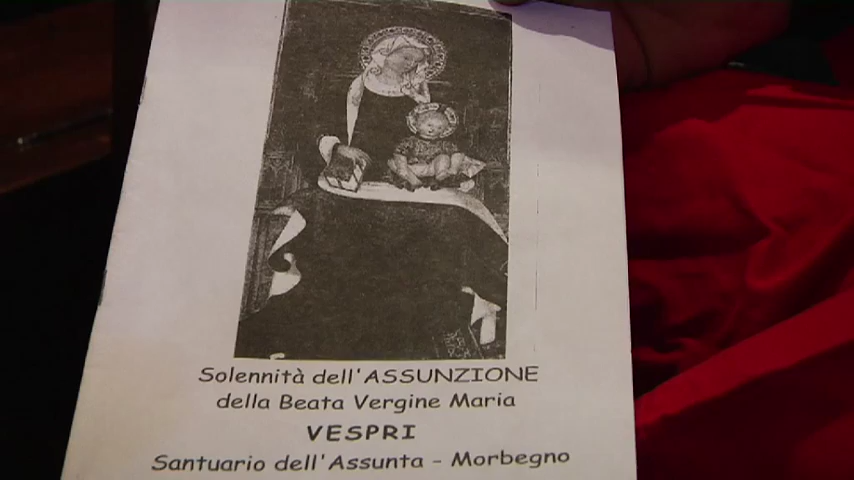 Solennità dell'ASSUNZIONE
della Beata Vergine Maria
VESPRI
Santuario dell'Assunta - Morbegno